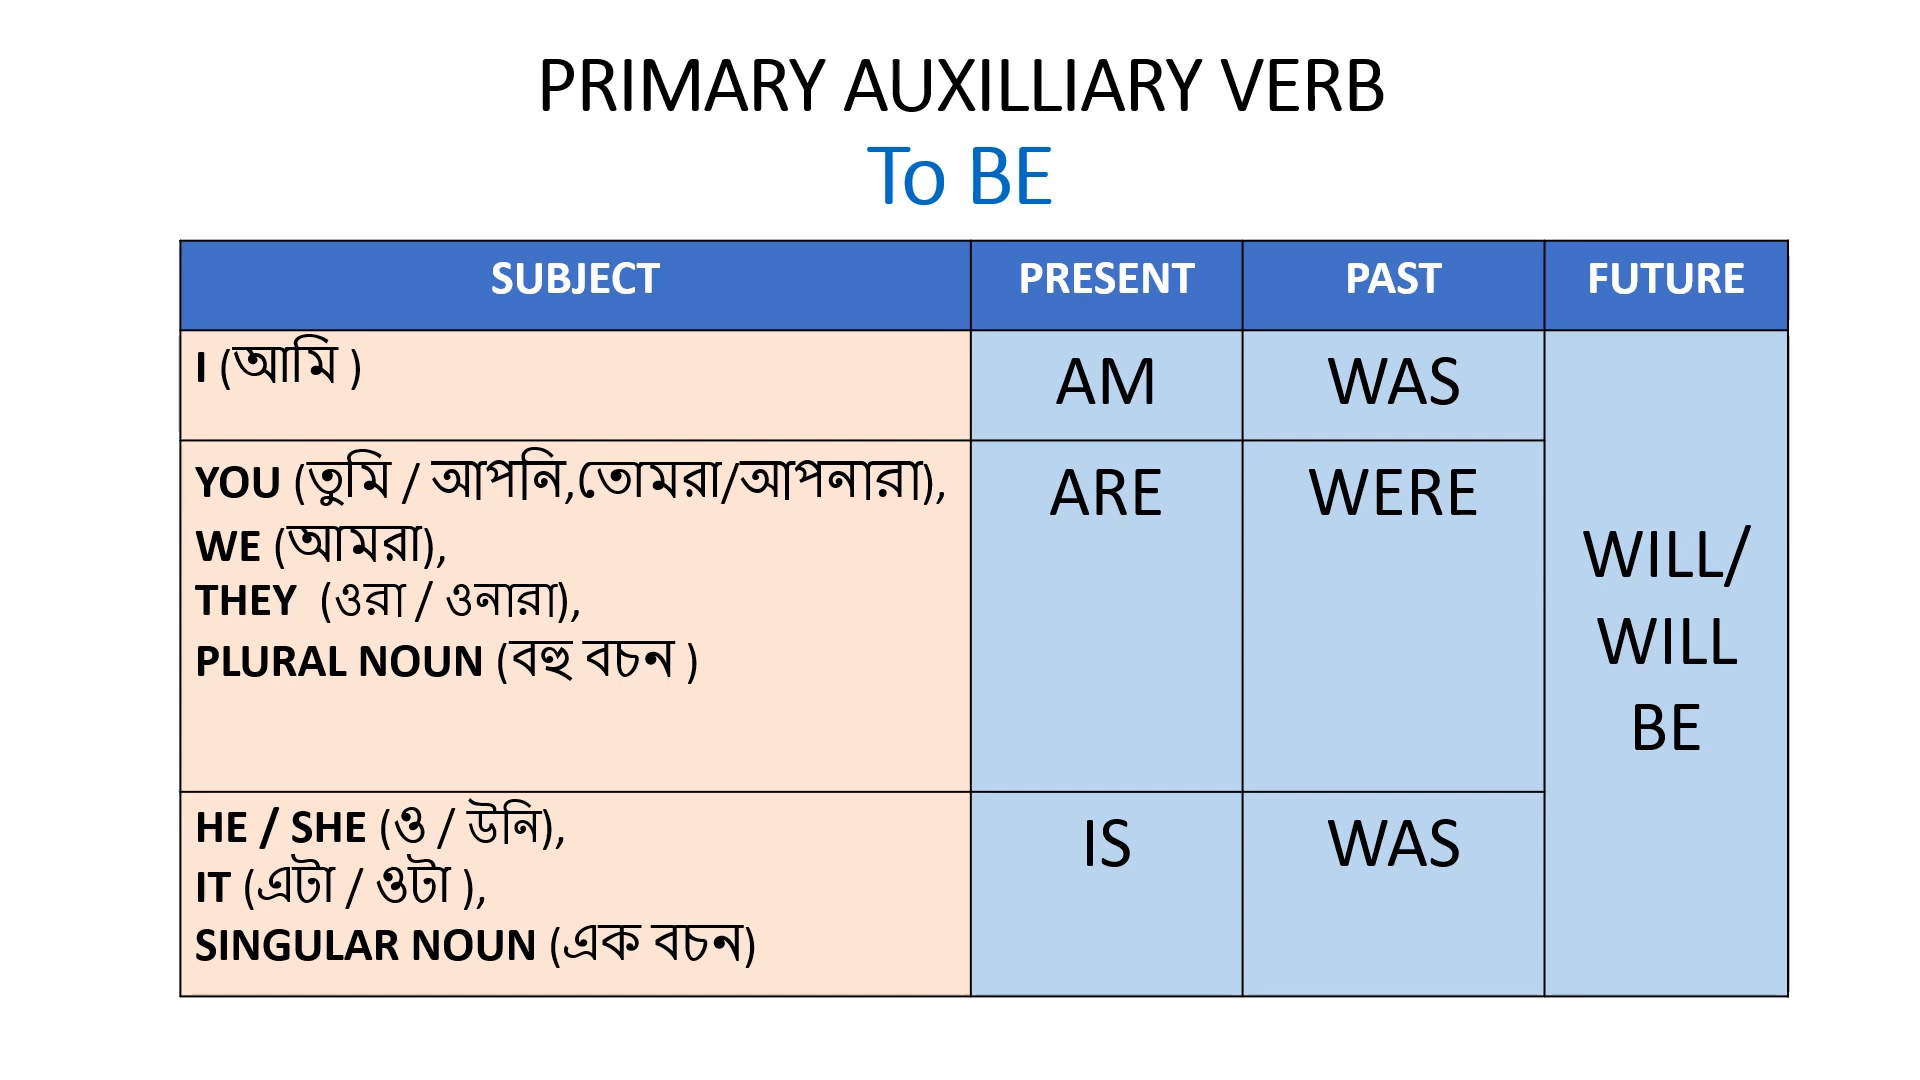 PRIMARY AUXILLIARY VERB
To BE
SUBJECT PRESENT PAST FUTURE
I (আমি ) AM WAS
YOU (তুমি / আপনি,তোমরা/আপনারা), ARE WERE
WE (আমরা),
THEY (ওরা / ওনারা),
PLURAL NOUN (বহু বচন )
WILL/
WILL
BE
HE / SHE (ও / উনি), IS WAS
IT (এটা / ওটা ),
SINGULAR NOUN (এক বচন)